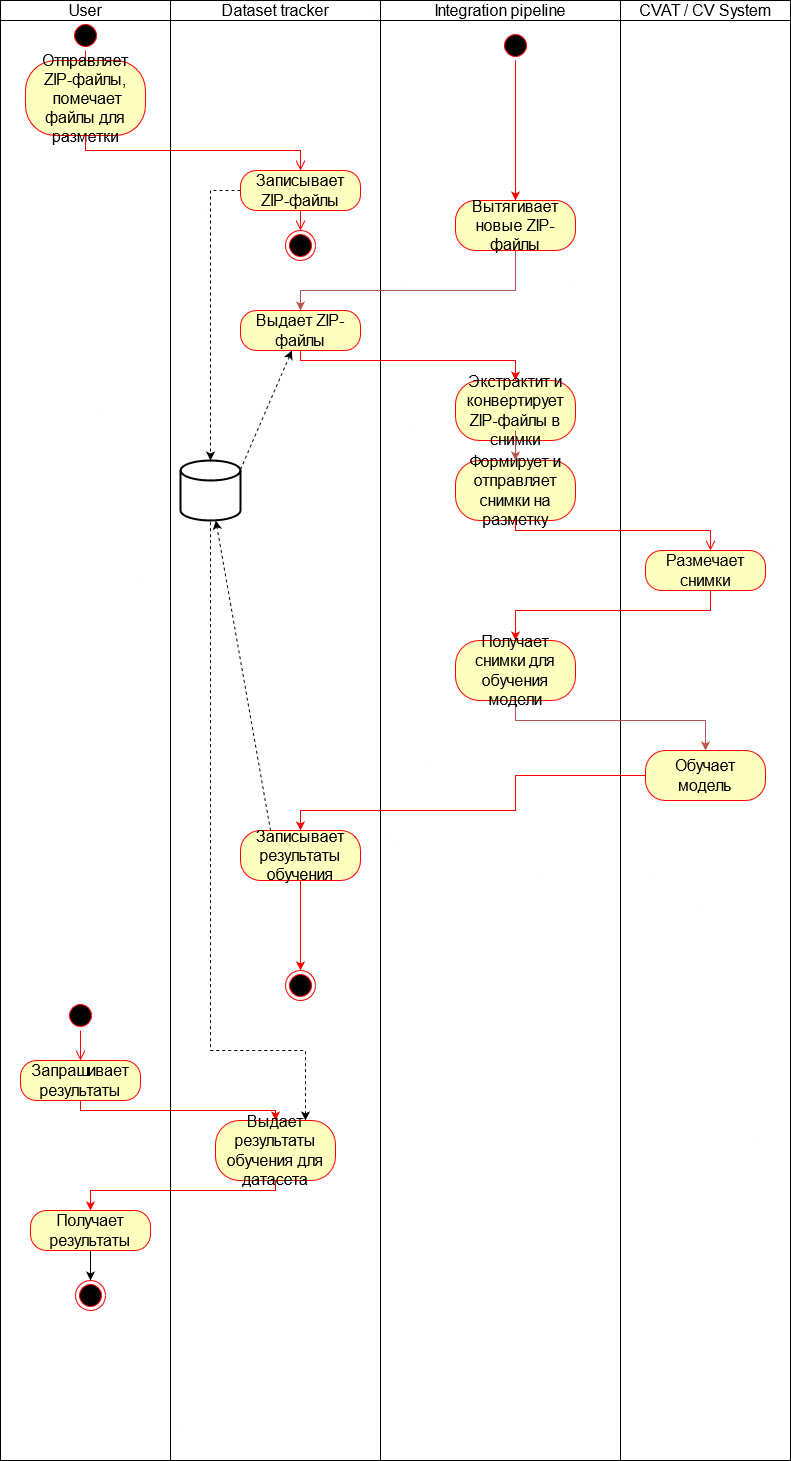 User
Dataset tracker
Integration pipeline
CVAT / CV System
Отправляет
ZIP-файлы,
помечает
файлы для
разметки
Записывает
ZIP-файлы
Вытягивает
новые ZIP-
файлы
Выдает ZIP-
файлы
Экстрактит и
конвертирует
ZIP-файлы в
снимки
Формирует и
отправляет
снимки на
разметку
Размечает
снимки
Получает
снимки для
обучения
модели
Обучает
модель
Записывает
результаты
обучения
Запрашивает
результаты
Выдает
результаты
обучения для
датасета
Получает
результаты